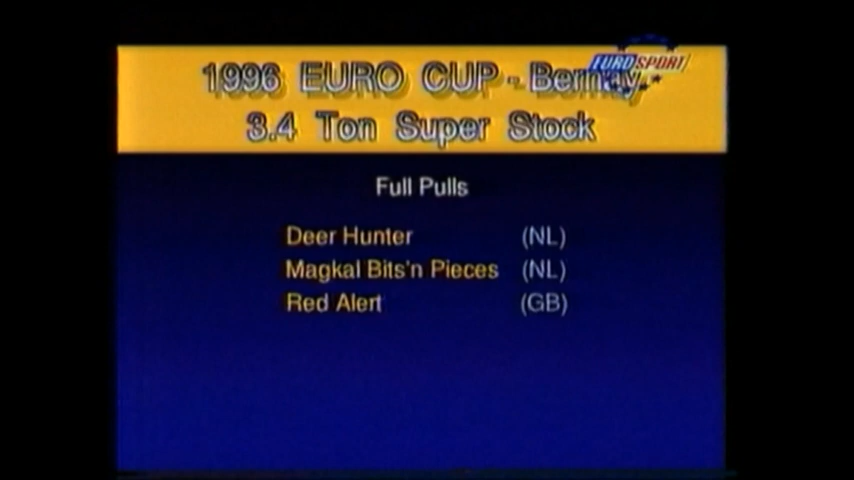 1996 EURO CUP - Bernay
EUROSPORT
3.4 Ton Super Stock
Full Pulls
Deer Hunter (NL)
Magkal Bits'n Pieces (NL)
Red Alert (GB)